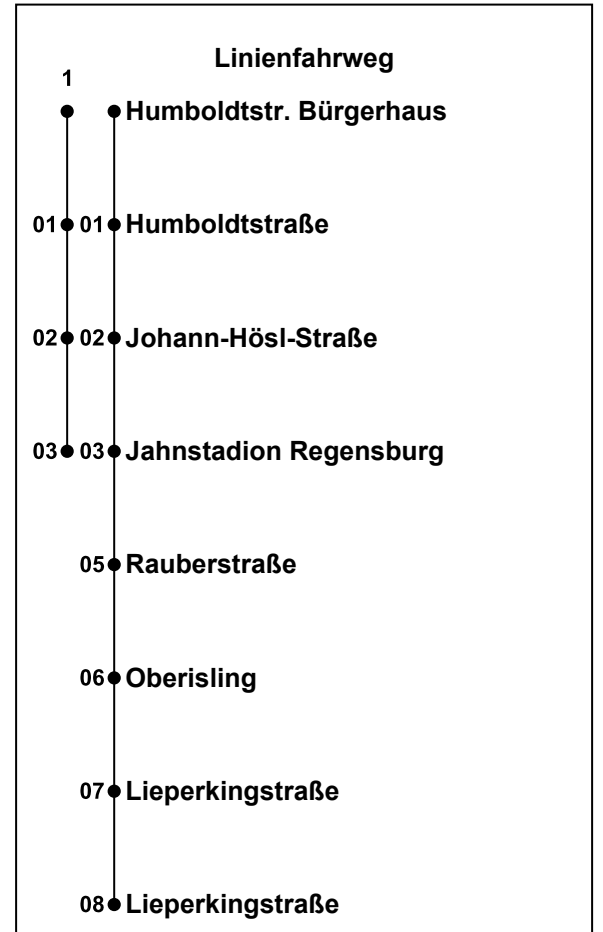 Linienfahrweg
1
Humboldtstr. Bürgerhaus
01 01 Humboldtstraße
02 02 Johann-Hösl-Straße
03 03 Jahnstadion Regensburg
05 Rauberstraße
06 Oberisling
07 Lieperkingstraße
08 Lieperkingstraße